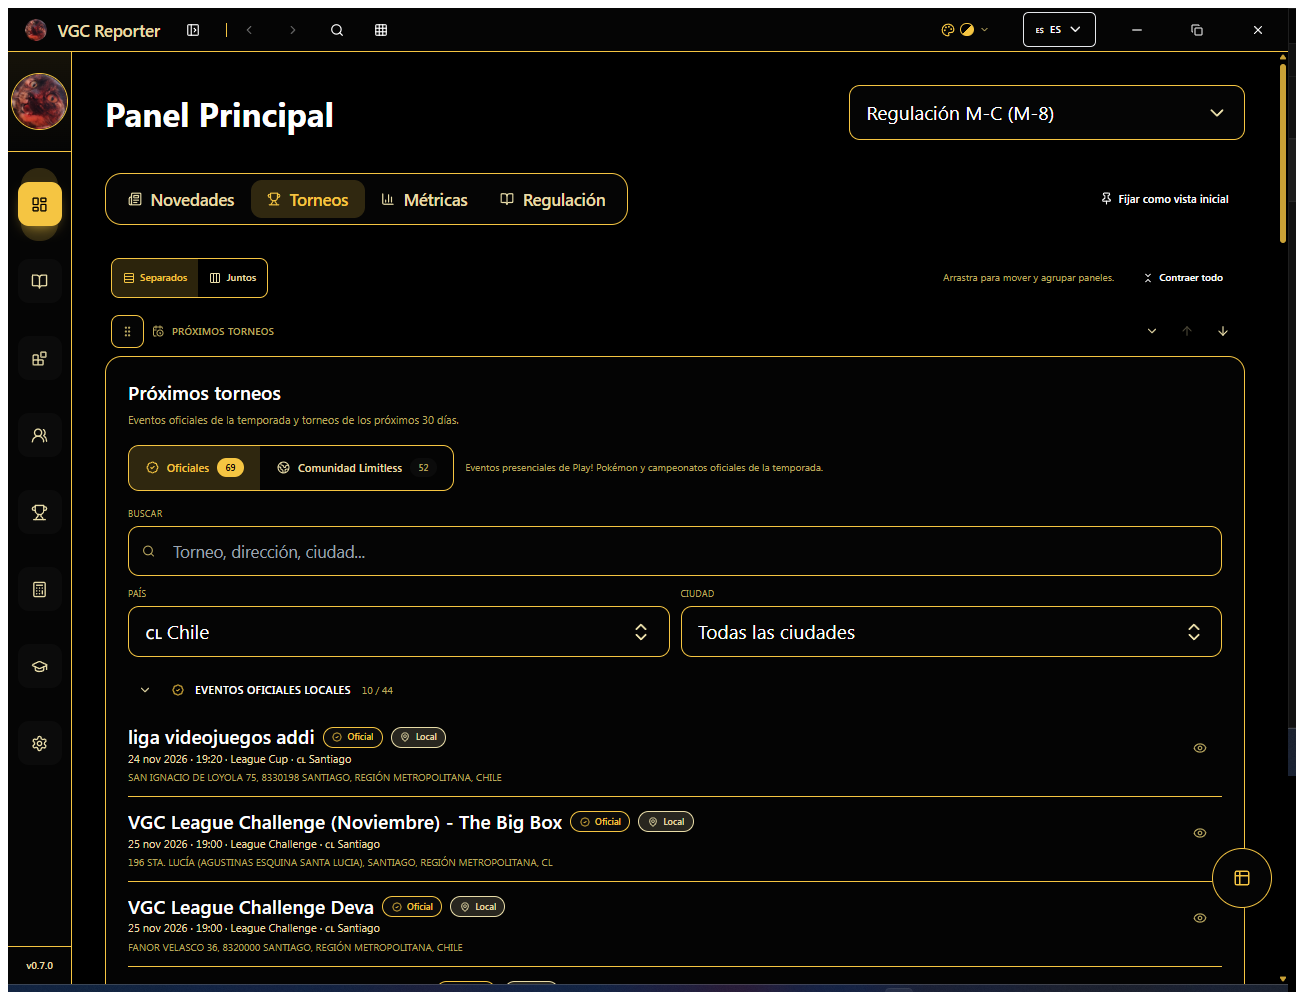 VGC Reporter
ES ES
Panel Principal
Regulación M-C (M-8)
Novedades
Torneos
Métricas
Regulación
Fijar como vista inicial
Separados
Juntos
Arrastra para mover y agrupar paneles.
Contraer todo
PRÓXIMOS TORNEOS
Próximos torneos
Eventos oficiales de la temporada y torneos de los próximos 30 días.
Oficiales 69
Comunidad Limitless 52
Eventos presenciales de Play! Pokémon y campeonatos oficiales de la temporada.
BUSCAR
Torneo, dirección, ciudad...
PAÍS
CIUDAD
CL Chile
Todas las ciudades
EVENTOS OFICIALES LOCALES 10 / 44
liga videojuegos addi Oficial Local
24 nov 2026 · 19:20 · League Cup · CL Santiago
SAN IGNACIO DE LOYOLA 75, 8330198 SANTIAGO, REGIÓN METROPOLITANA, CHILE
VGC League Challenge (Noviembre) - The Big Box Oficial Local
25 nov 2026 · 19:00 · League Challenge · CL Santiago
196 STA. LUCÍA (AGUSTINAS ESQUINA SANTA LUCIA), SANTIAGO, REGIÓN METROPOLITANA, CL
VGC League Challenge Deva Oficial Local
25 nov 2026 · 19:00 · League Challenge · CL Santiago
FANOR VELASCO 36, 8320000 SANTIAGO, REGIÓN METROPOLITANA, CHILE
v0.7.0